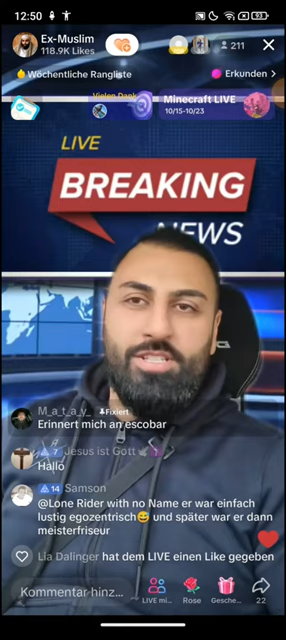 12:50
93
Ex-Muslim
118.9K Likes
211
Wöchentliche Rangliste
Erkunden >
Vielen Dank
Minecraft LIVE
10/15-10/23
LIVE
BREAKING
NEWS
M_a_t_a_y_ Fixiert
Erinnert mich an escobar
7 Jesus ist Gott
Hallo
14 Samson
@Lone Rider with no Name er war einfach
lustig egozentrisch😅 und später war er dann
meisterfriseur
Lia Dalinger hat dem LIVE einen Like gegeben
Kommentar hinz...
LIVE mi...
Rose
Gesche...
22